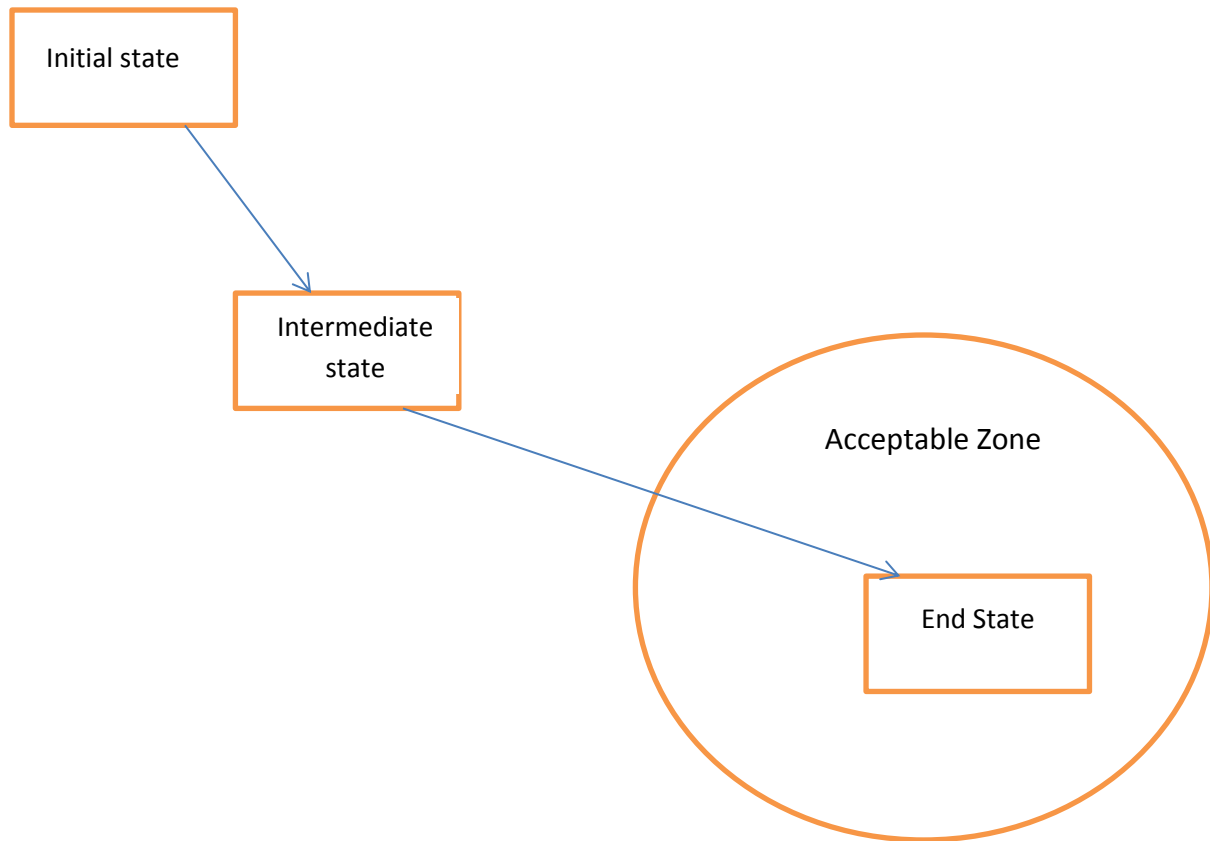 Initial state
Intermediate
state
Acceptable Zone
End State